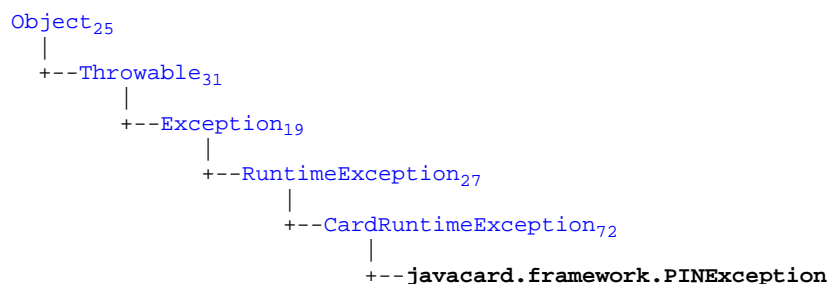 Object25
|
+--Throwable31
|
+--Exception19
|
+--RuntimeException27
|
+--CardRuntimeException72
|
+--javacard.framework.PINException